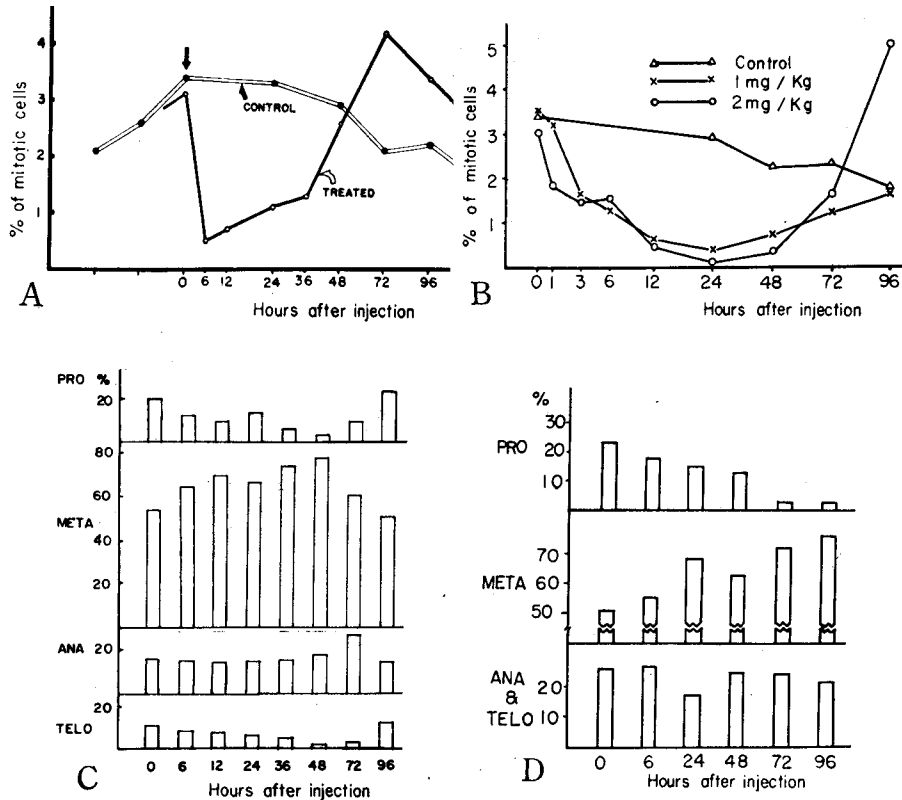 4
3
2
1
% of mitotic cells
CONTROL
TREATED
0 6 12 24 36 48 72 96
Hours after injection
A
5
4
3
2
1
% of mitotic cells
Control
1 mg / Kg
2 mg / Kg
0 1 3 6 12 24 48 72 96
Hours after injection
B
PRO %
20
80
60
META
40
20
ANA 20
20
TELO
0 6 12 24 36 48 72 96
Hours after injection
C
%
30
PRO 20
10
70
META 60
50
ANA
& 20
TELO 10
0 6 24 48 72 96
Hours after injection
D